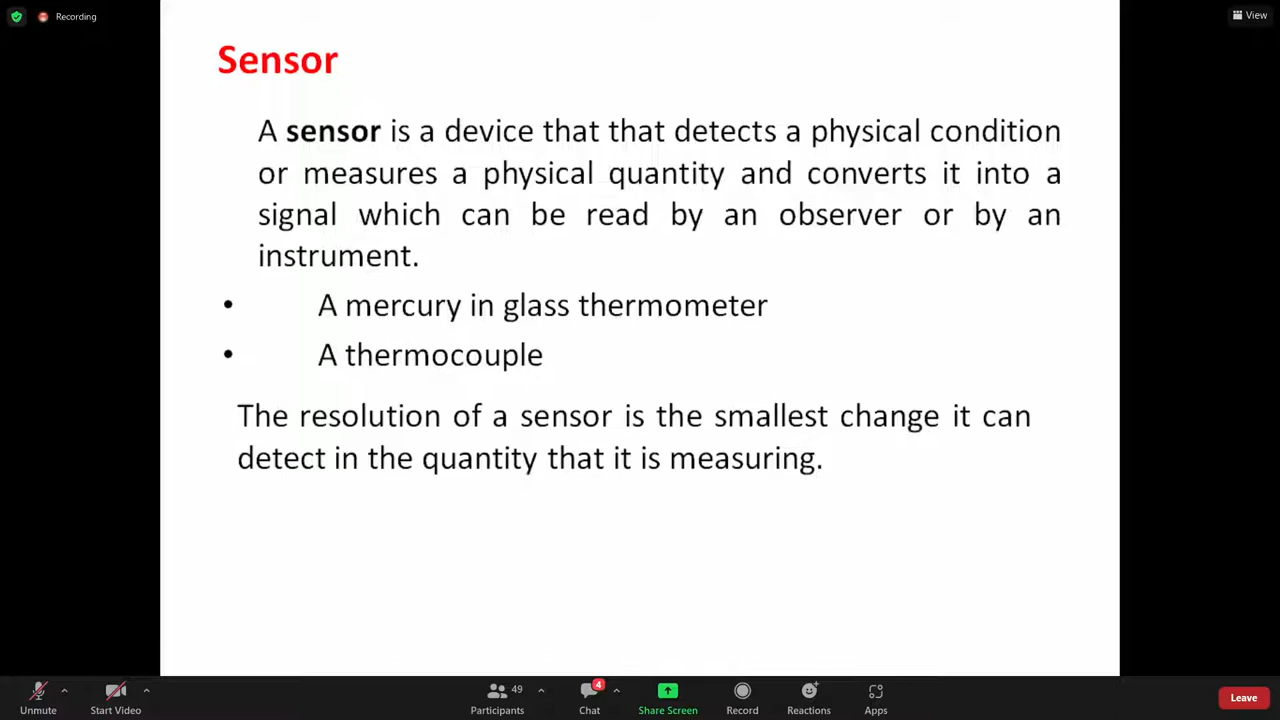 Recording
View
Sensor
A sensor is a device that that detects a physical condition
or measures a physical quantity and converts it into a
signal which can be read by an observer or by an
instrument.
• A mercury in glass thermometer
• A thermocouple
The resolution of a sensor is the smallest change it can
detect in the quantity that it is measuring.
49
4
Unmute
Start Video
Participants
Chat
Share Screen
Record
Reactions
Apps
Leave